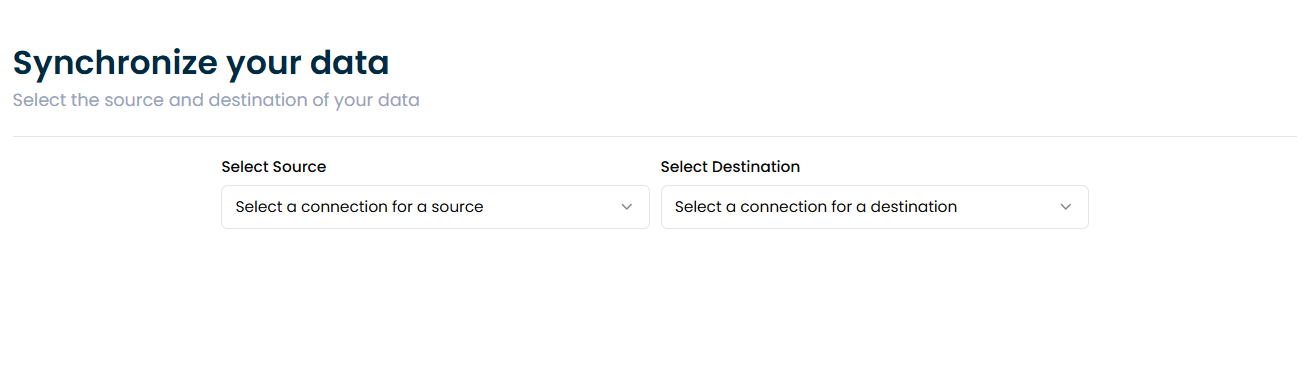 Synchronize your data
Select the source and destination of your data
Select Source
Select Destination
Select a connection for a source
Select a connection for a destination